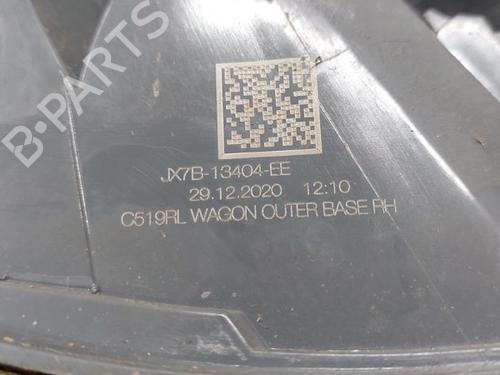 B-PARTS
JX7B-13404-EE
29.12.2020 12:10
C519RL WAGON OUTER BASE RH